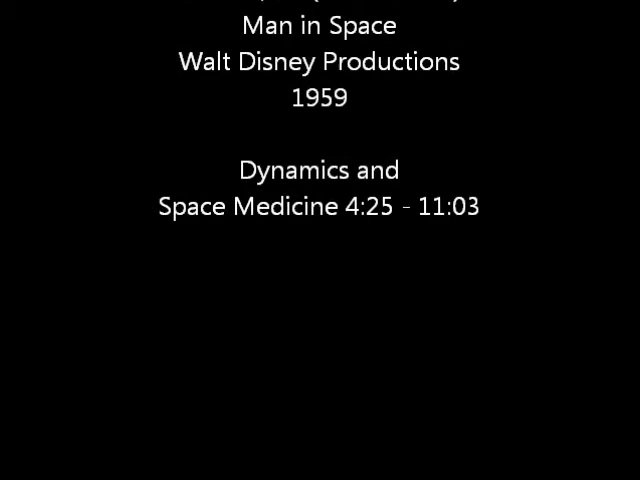 Man in Space
Walt Disney Productions
1959
Dynamics and
Space Medicine 4:25 - 11:03